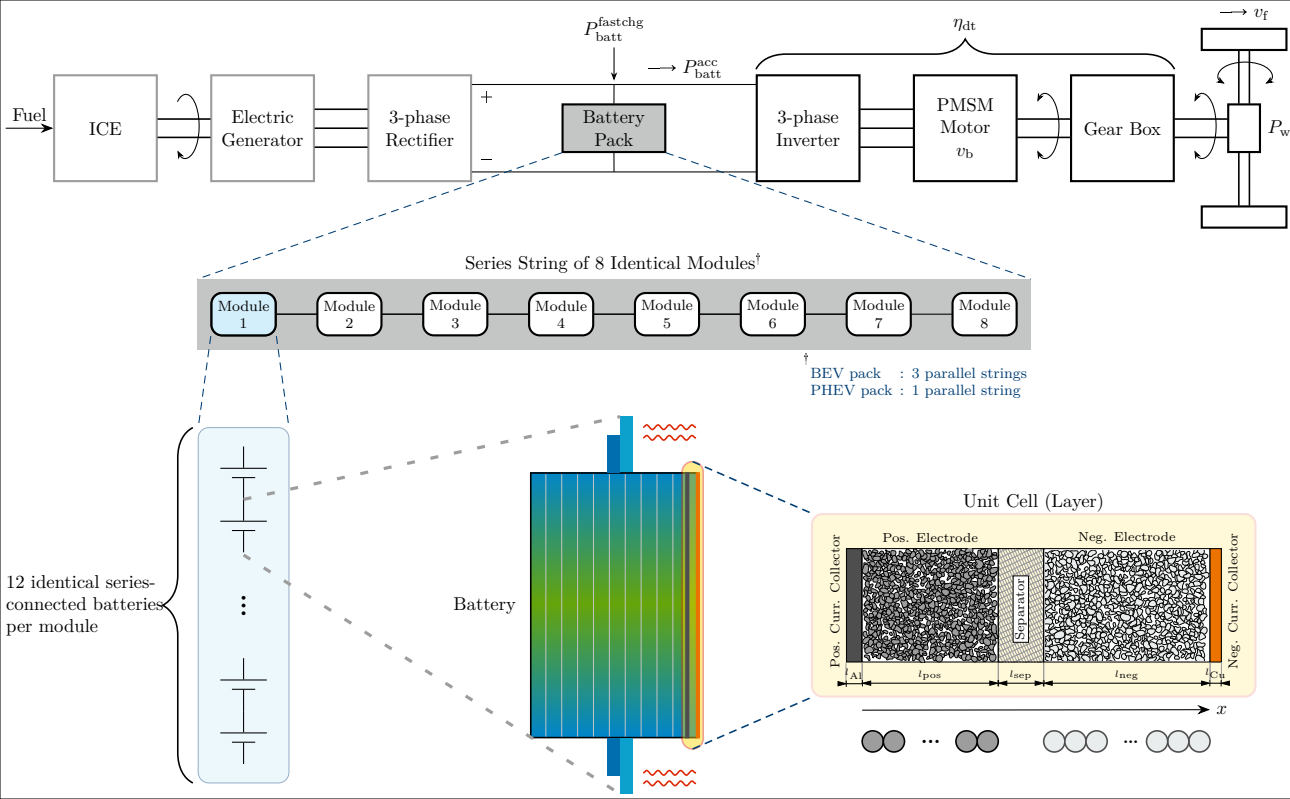 → v_f
P_batt^fastchg
η_dt
→ P_batt^acc
Fuel
ICE
Electric
Generator
3-phase
Rectifier
+
−
Battery
Pack
3-phase
Inverter
PMSM
Motor
v_b
Gear Box
P_w
Series String of 8 Identical Modules†
Module
1
Module
2
Module
3
Module
4
Module
5
Module
6
Module
7
Module
8
†
BEV pack : 3 parallel strings
PHEV pack : 1 parallel string
12 identical series-
connected batteries
per module
Battery
Unit Cell (Layer)
Pos. Curr. Collector
Pos. Electrode
Separator
Neg. Electrode
Neg. Curr. Collector
l_Al
l_pos
l_sep
l_neg
l_Cu
x